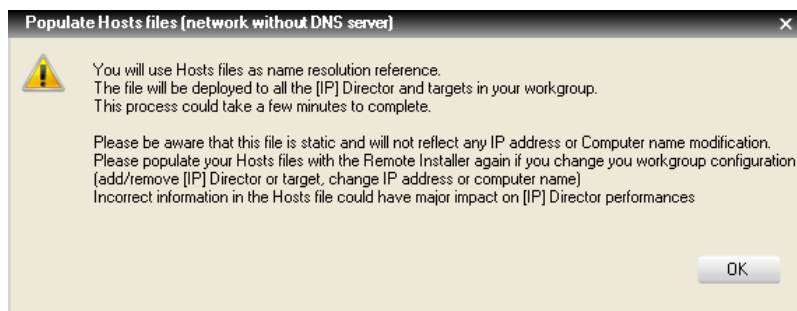 Populate Hosts files (network without DNS server)
You will use Hosts files as name resolution reference.
The file will be deployed to all the [IP] Director and targets in your workgroup.
This process could take a few minutes to complete.
Please be aware that this file is static and will not reflect any IP address or Computer name modification.
Please populate your Hosts files with the Remote Installer again if you change you workgroup configuration
(add/remove [IP] Director or target, change IP address or computer name)
Incorrect information in the Hosts file could have major impact on [IP] Director performances
OK